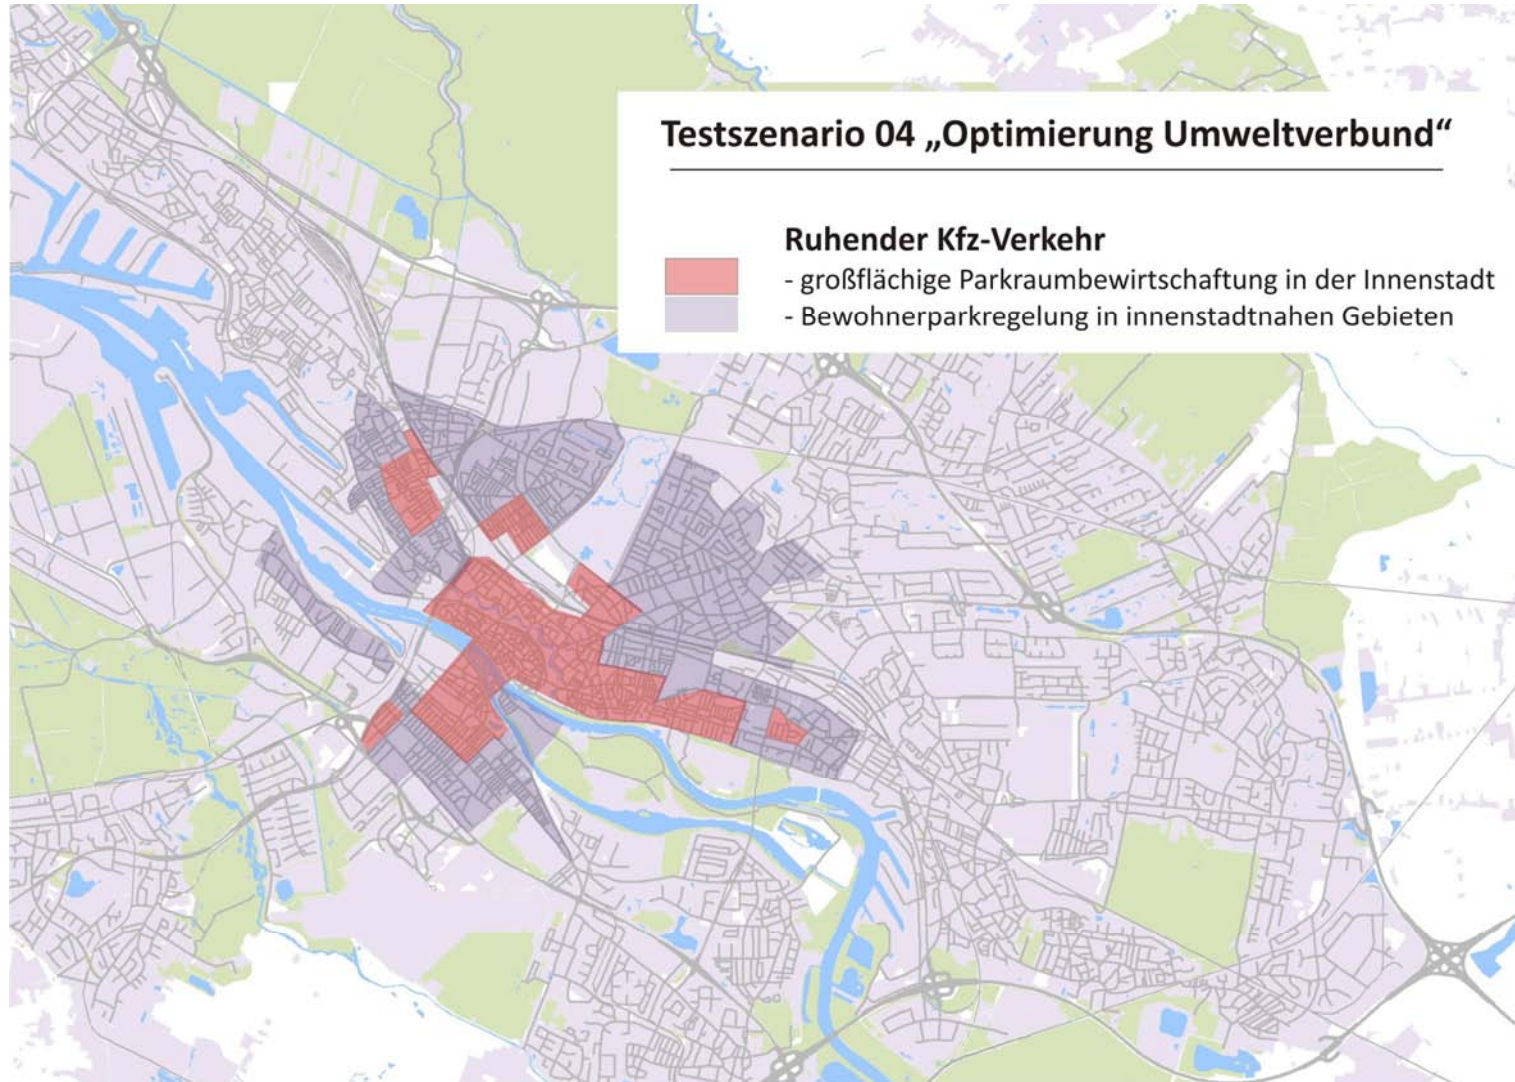 Testszenario 04 „Optimierung Umweltverbund“
Ruhender Kfz-Verkehr
- großflächige Parkraumbewirtschaftung in der Innenstadt
- Bewohnerparkregelung in innenstadtnahen Gebieten